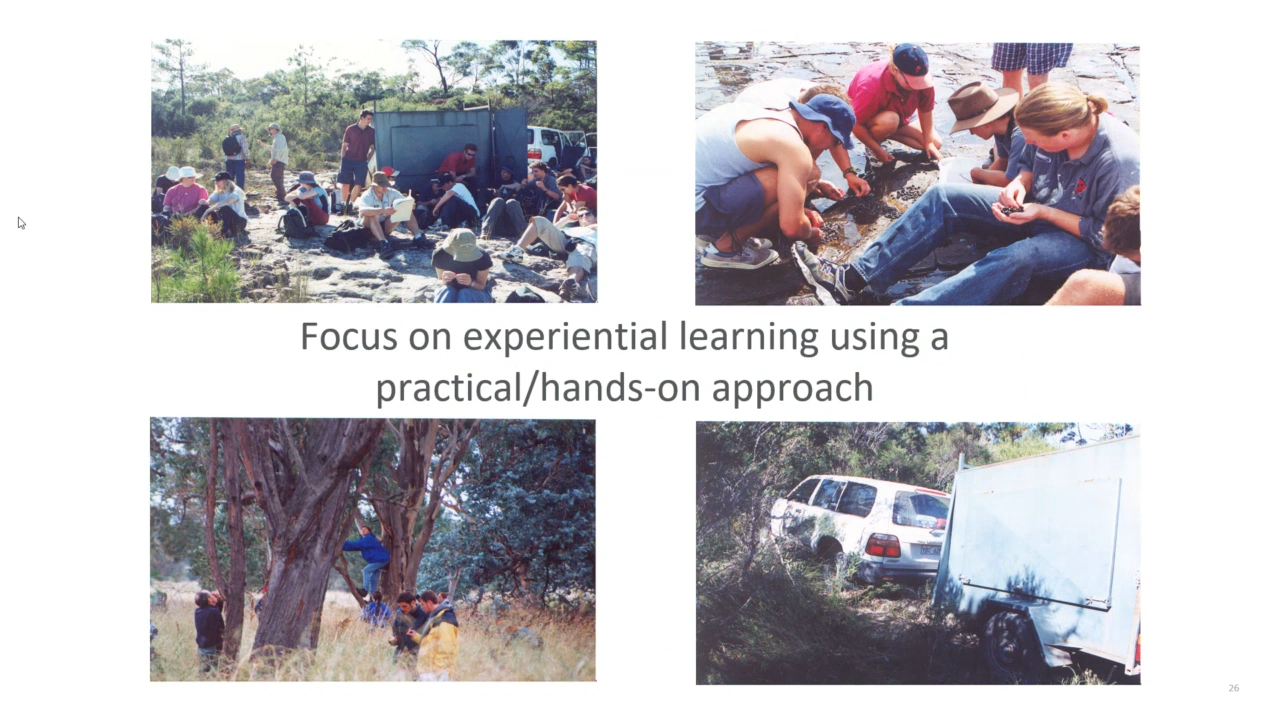 Focus on experiential learning using a
practical/hands-on approach
26